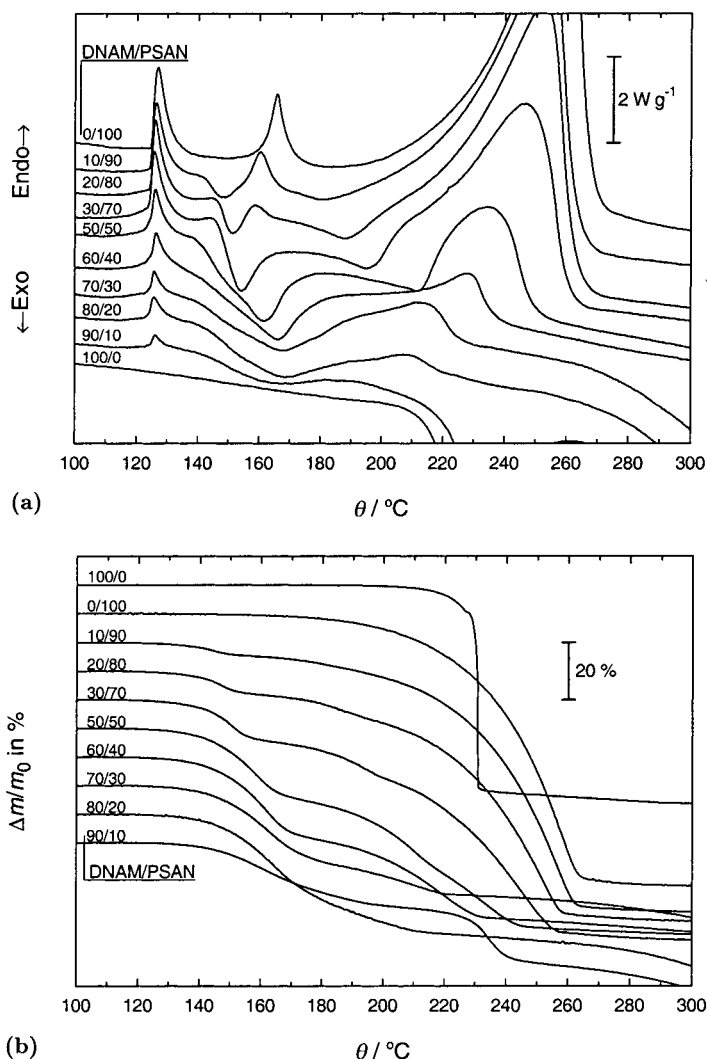 DNAM/PSAN
0/100
10/90
20/80
30/70
50/50
60/40
70/30
80/20
90/10
100/0
2 W g⁻¹
←Exo Endo→
100 120 140 160 180 200 220 240 260 280 300
(a)
θ / °C
100/0
0/100
10/90
20/80
30/70
50/50
60/40
70/30
80/20
90/10
DNAM/PSAN
20 %
Δm/m₀ in %
100 120 140 160 180 200 220 240 260 280 300
(b)
θ / °C